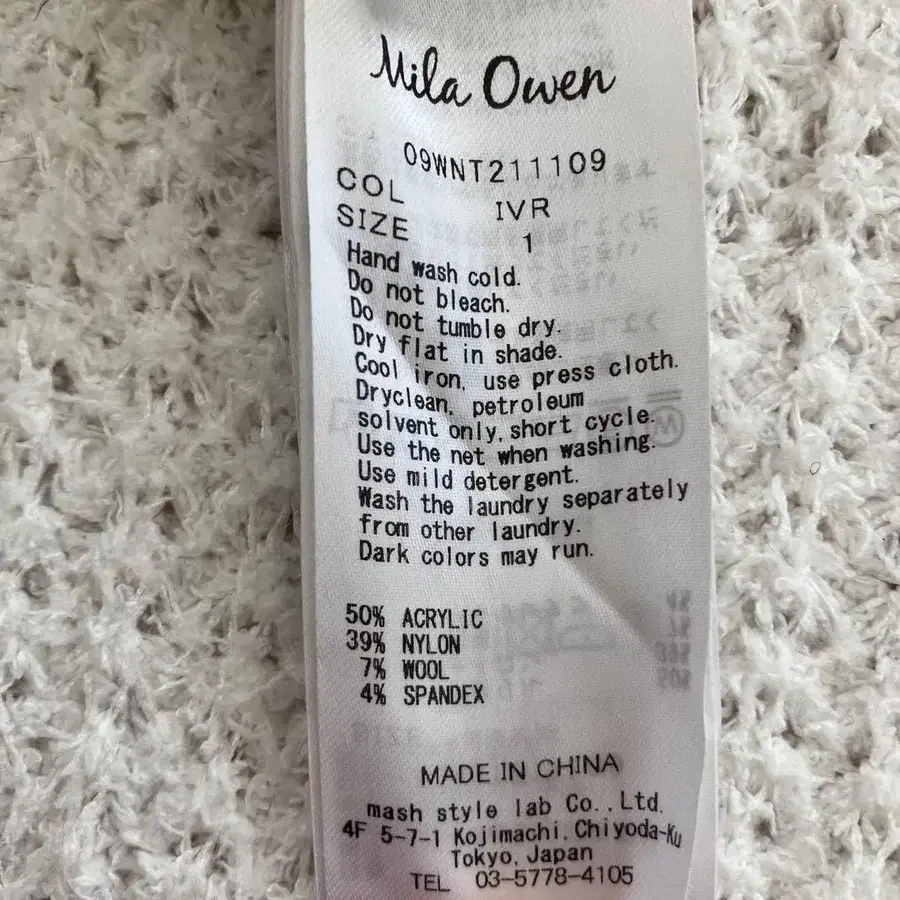 Mila Owen
09WNT211109
COL IVR
SIZE 1
Hand wash cold.
Do not bleach.
Do not tumble dry.
Dry flat in shade.
Cool iron, use press cloth.
Dryclean, petroleum
solvent only, short cycle.
Use the net when washing.
Use mild detergent.
Wash the laundry separately
from other laundry.
Dark colors may run.
50% ACRYLIC
39% NYLON
7% WOOL
4% SPANDEX
MADE IN CHINA
mash style lab Co., Ltd.
4F 5-7-1 Kojimachi, Chiyoda-Ku
Tokyo, Japan
TEL 03-5778-4105